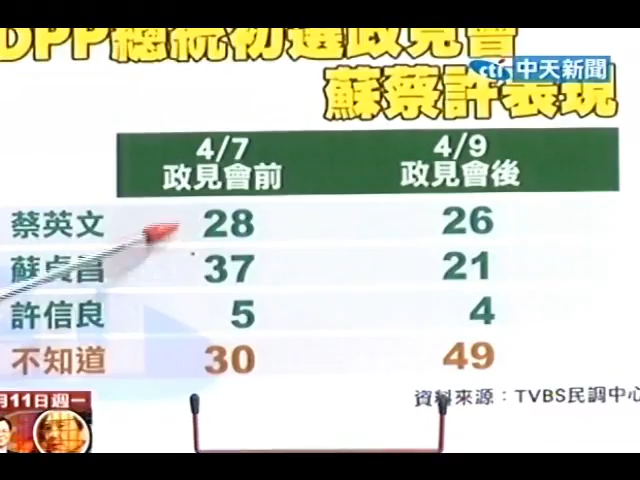 DPP總統初選政見會
蘇蔡許表現
cti 中天新聞
4/7 4/9
政見會前 政見會後
蔡英文 28 26
蘇貞昌 37 21
許信良 5 4
不知道 30 49
資料來源：TVBS民調中心
月11日週一